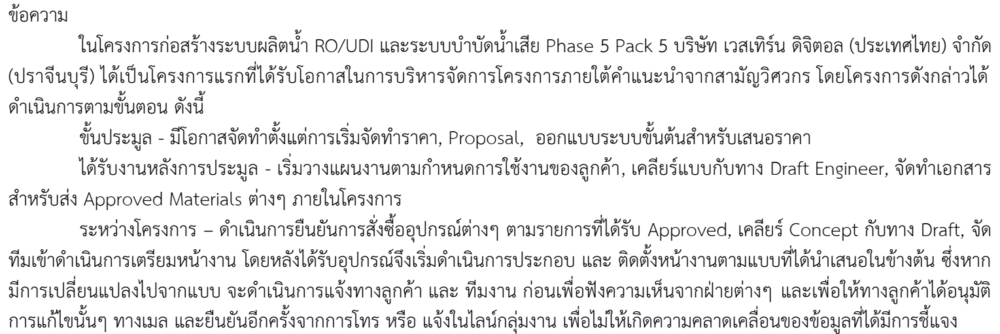 ข้อความ
ในโครงการก่อสร้างระบบผลิตน้ำ RO/UDI และระบบบำบัดน้ำเสีย Phase 5 Pack 5 บริษัท เวสเทิร์น ดิจิตอล (ประเทศไทย) จำกัด
(ปราจีนบุรี) ได้เป็นโครงการแรกที่ได้รับโอกาสในการบริหารจัดการโครงการภายใต้คำแนะนำจากสามัญวิศวกร โดยโครงการดังกล่าวได้
ดำเนินการตามขั้นตอน ดังนี้
ขั้นประมูล - มีโอกาสจัดทำตั้งแต่การเริ่มจัดทำราคา, Proposal, ออกแบบระบบขั้นต้นสำหรับเสนอราคา
ได้รับงานหลังการประมูล - เริ่มวางแผนงานตามกำหนดการใช้งานของลูกค้า, เคลียร์แบบกับทาง Draft Engineer, จัดทำเอกสาร
สำหรับส่ง Approved Materials ต่างๆ ภายในโครงการ
ระหว่างโครงการ – ดำเนินการยืนยันการสั่งซื้ออุปกรณ์ต่างๆ ตามรายการที่ได้รับ Approved, เคลียร์ Concept กับทาง Draft, จัด
ทีมเข้าดำเนินการเตรียมหน้างาน โดยหลังได้รับอุปกรณ์จึงเริ่มดำเนินการประกอบ และ ติดตั้งหน้างานตามแบบที่ได้นำเสนอในข้างต้น ซึ่งหาก
มีการเปลี่ยนแปลงไปจากแบบ จะดำเนินการแจ้งทางลูกค้า และ ทีมงาน ก่อนเพื่อฟังความเห็นจากฝ่ายต่างๆ และเพื่อให้ทางลูกค้าได้อนุมัติ
การแก้ไขนั้นๆ ทางเมล และยืนยันอีกครั้งจากการโทร หรือ แจ้งในไลน์กลุ่มงาน เพื่อไม่ให้เกิดความคลาดเคลื่อนของข้อมูลที่ได้มีการชี้แจง